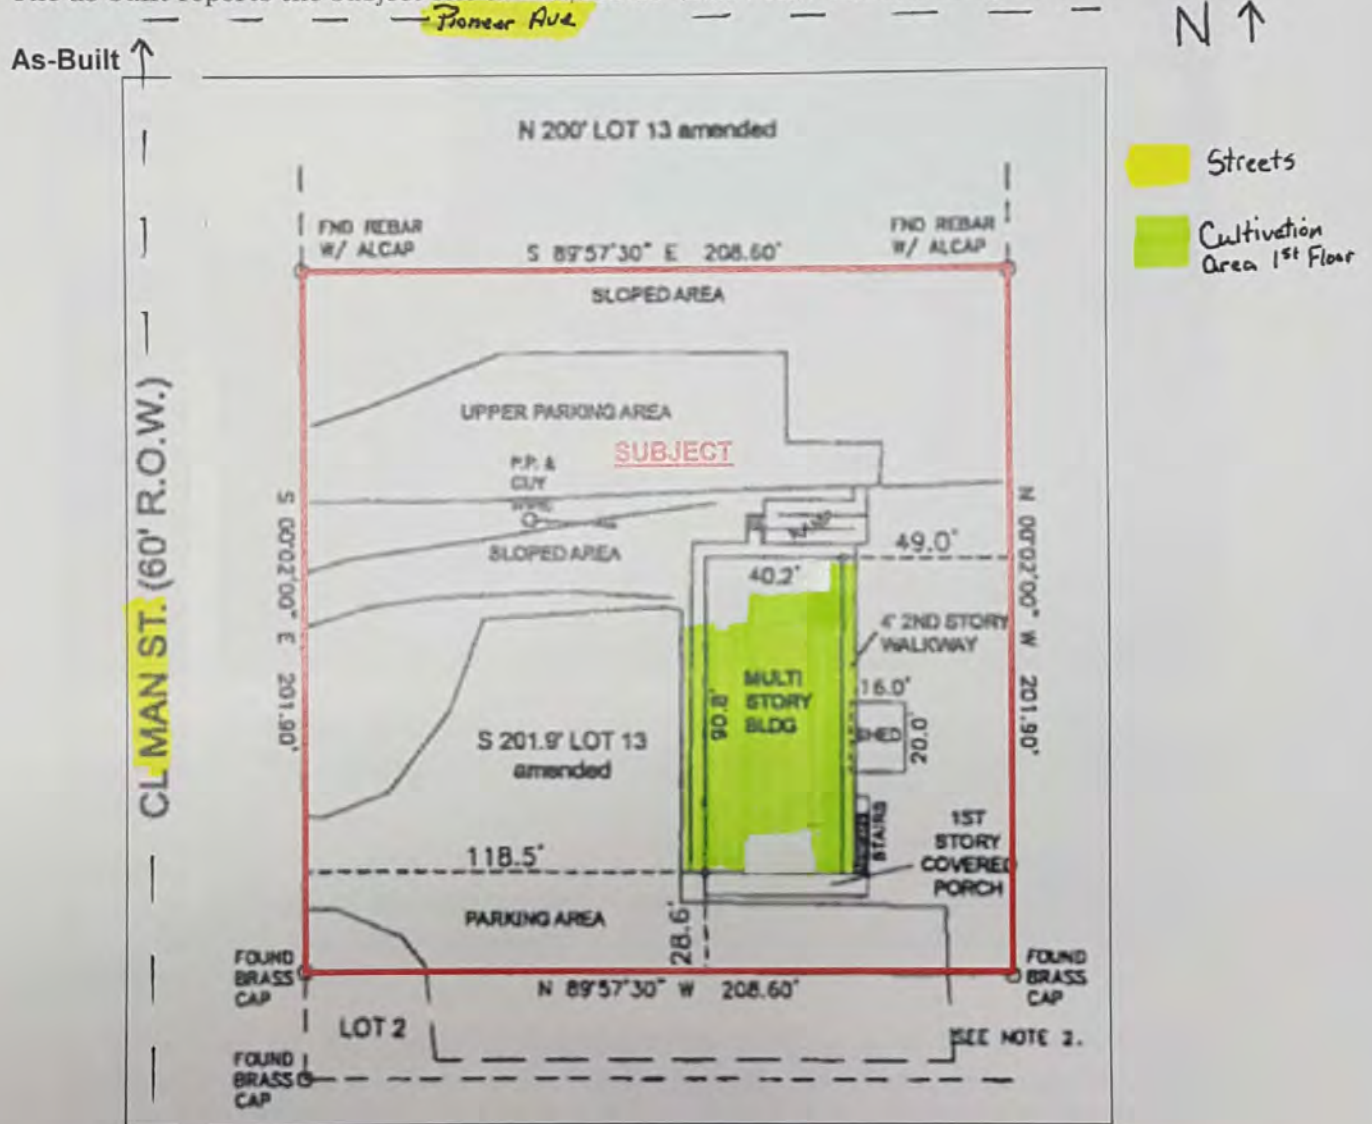 Pioneer Ave
N ↑
As-Built
N 200' LOT 13 amended
Streets
Cultivation
Area 1st Floor
FND REBAR
W/ ALCAP
FND REBAR
W/ ALCAP
S 89°57'30" E 208.60'
SLOPED AREA
UPPER PARKING AREA
SUBJECT
P.P. &
GUY
WIRE
SLOPED AREA
RAMP
49.0'
40.2'
CL MAN ST. (60' R.O.W.)
S 00°02'00" E 201.90'
N 00°02'00" W 201.90'
4' 2ND STORY
WALKWAY
MULTI
STORY
BLDG
90.8'
16.0'
SHED
20.0'
S 201.9' LOT 13
amended
STAIRS
1ST
STORY
COVERED
PORCH
118.5'
PARKING AREA
28.6'
FOUND
BRASS
CAP
N 89°57'30" W 208.60'
FOUND
BRASS
CAP
LOT 2
SEE NOTE 2.
FOUND
BRASS
CAP